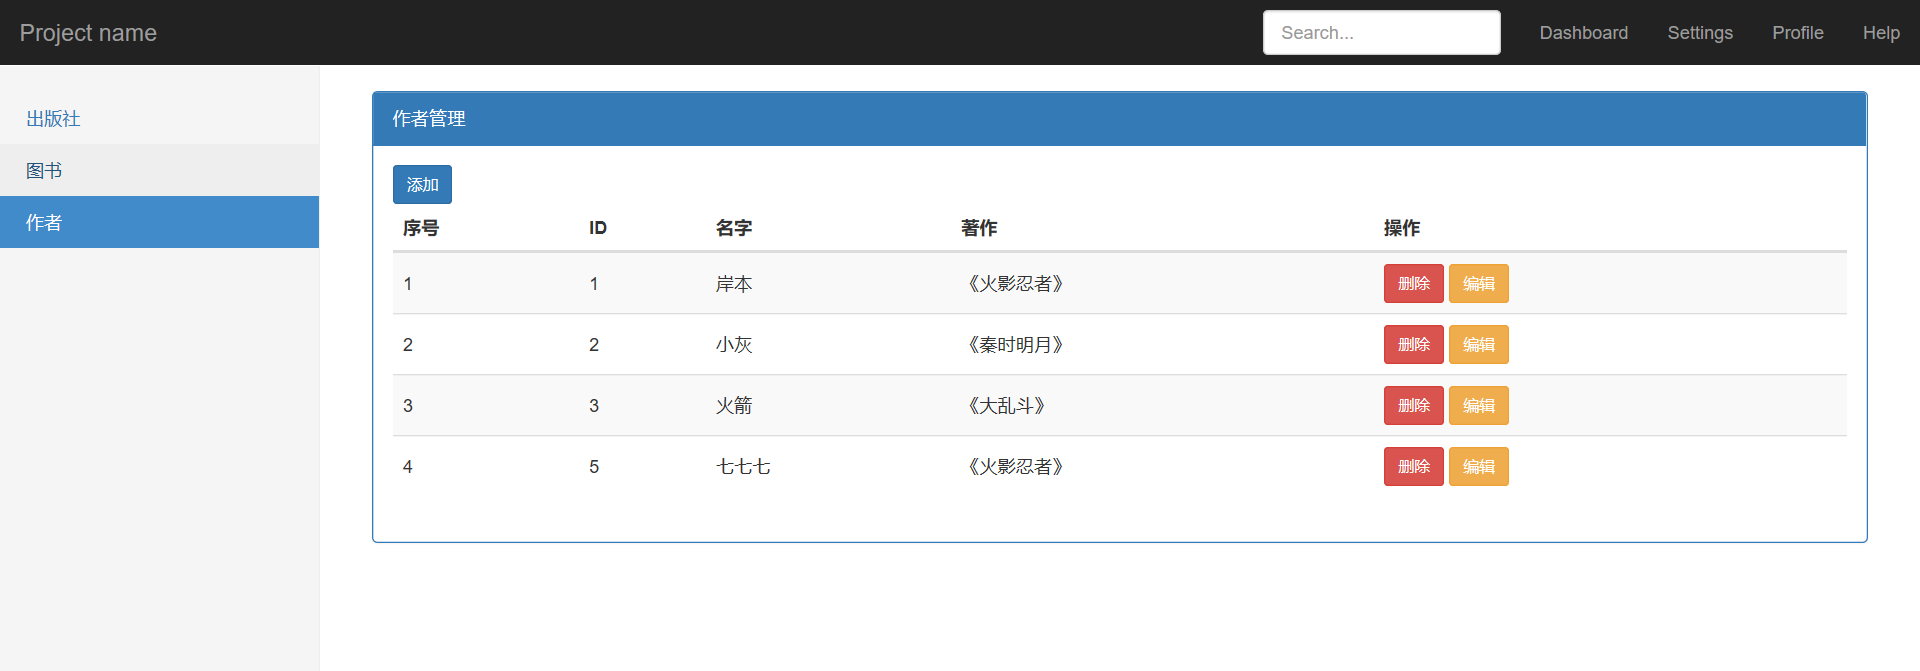 Project name Search... Dashboard Settings Profile Help
出版社
图书
作者
作者管理
添加
序号 ID 名字 著作 操作
1 1 岸本 《火影忍者》 删除 编辑
2 2 小灰 《秦时明月》 删除 编辑
3 3 火箭 《大乱斗》 删除 编辑
4 5 七七七 《火影忍者》 删除 编辑